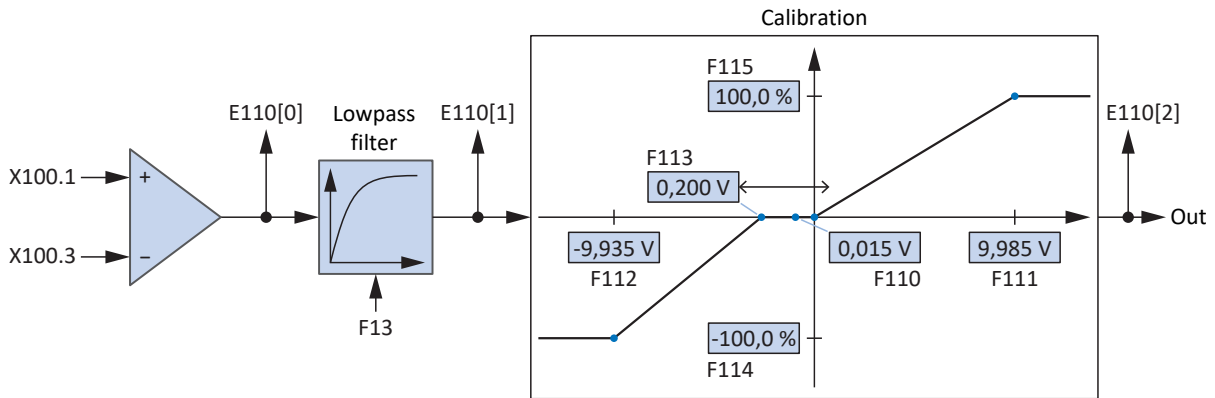 Calibration
F115
100,0 %
E110[0]
Lowpass
filter
E110[1]
E110[2]
F113
0,200 V
X100.1
+
Out
X100.3
−
-9,935 V
0,015 V
9,985 V
F112
F110
F111
F13
-100,0 %
F114